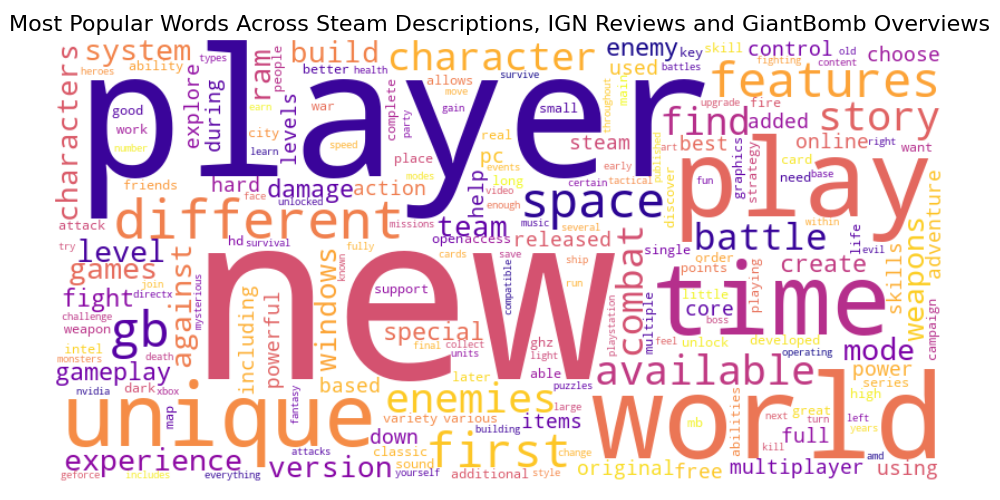 Most Popular Words Across Steam Descriptions, IGN Reviews and GiantBomb Overviews
player
new
play
world
time
unique
different
first
space
features
story
character
find
battle
available
enemies
gb
combat
build
system
characters
team
level
games
fight
gameplay
experience
version
special
windows
against
damage
action
hard
ram
explore
during
levels
ability
heroes
types
people
better
health
good
work
number
war
city
earn
learn
speed
small
allows
move
gain
complete
party
survive
enemy
used
key
skill
battles
main
throughout
control
old
content
fighting
choose
upgrade
fire
added
online
right
want
best
art
published
steam
real
place
pc
long
events
modes
video
early
certain
tactical
enough
music
several
friends
face
unlocked
missions
help
attack
try
hd
survival
fully
known
open
access
released
cards
save
ship
run
compatible
support
join
directx
mysterious
challenge
weapon
intel
monsters
death
nvidia
dark
xbox
including
powerful
based
fantasy
map
attacks
variety
various
later
final
collect
units
ghz
light
able
puzzles
items
large
building
down
classic
sound
yourself
additional
style
change
everything
includes
geforce
original
free
mb
multiplayer
full
using
abilities
next
kill
great
turn
left
years
amd
high
series
power
mode
operating
developed
unlock
core
boss
feel
playstation
multiple
little
points
order
single
create
playing
skills
weapons
adventure
campaign
evil
life
within
base
need
card
strategy
graphics
fun
discover